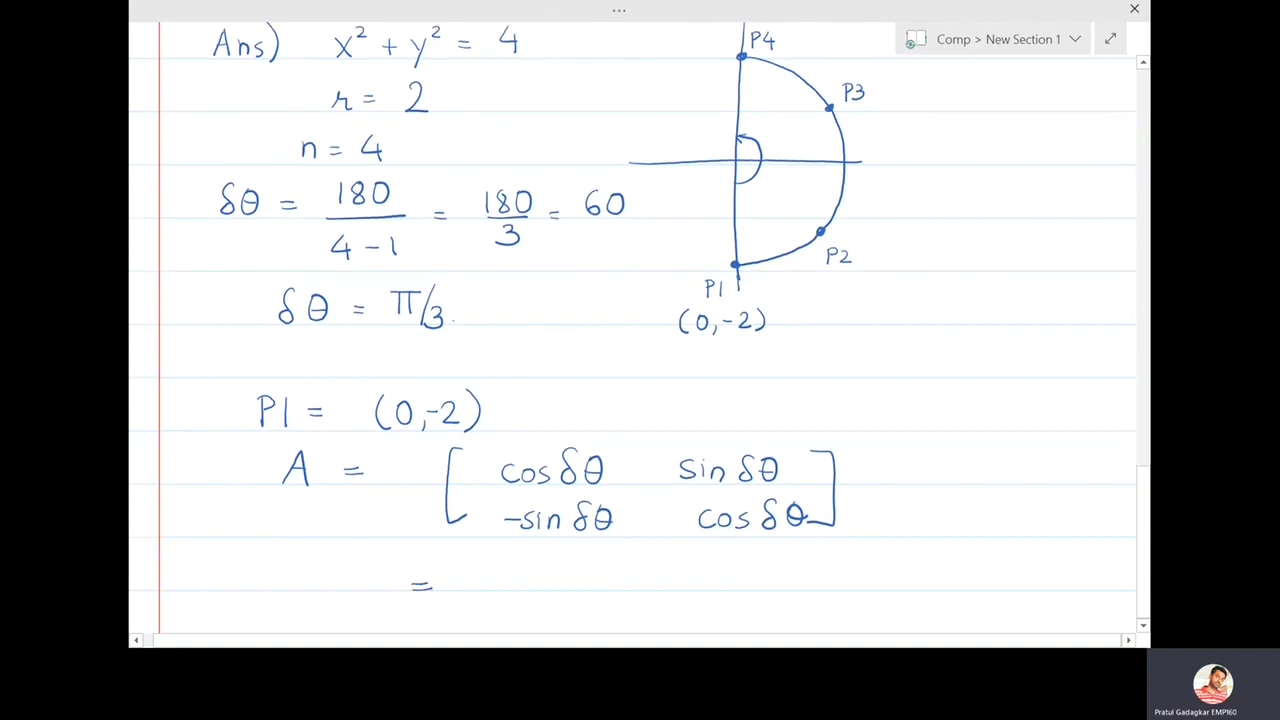 ...
Comp > New Section 1
Ans) x² + y² = 4
P4
r = 2
P3
n = 4
δθ = 180/(4-1) = 180/3 = 60
P2
δθ = π/3.
P1
(0,-2)
P1 = (0,-2)
A = [ cos δθ sin δθ
-sin δθ cos δθ ]
=
Pratul Gadagkar EMP160